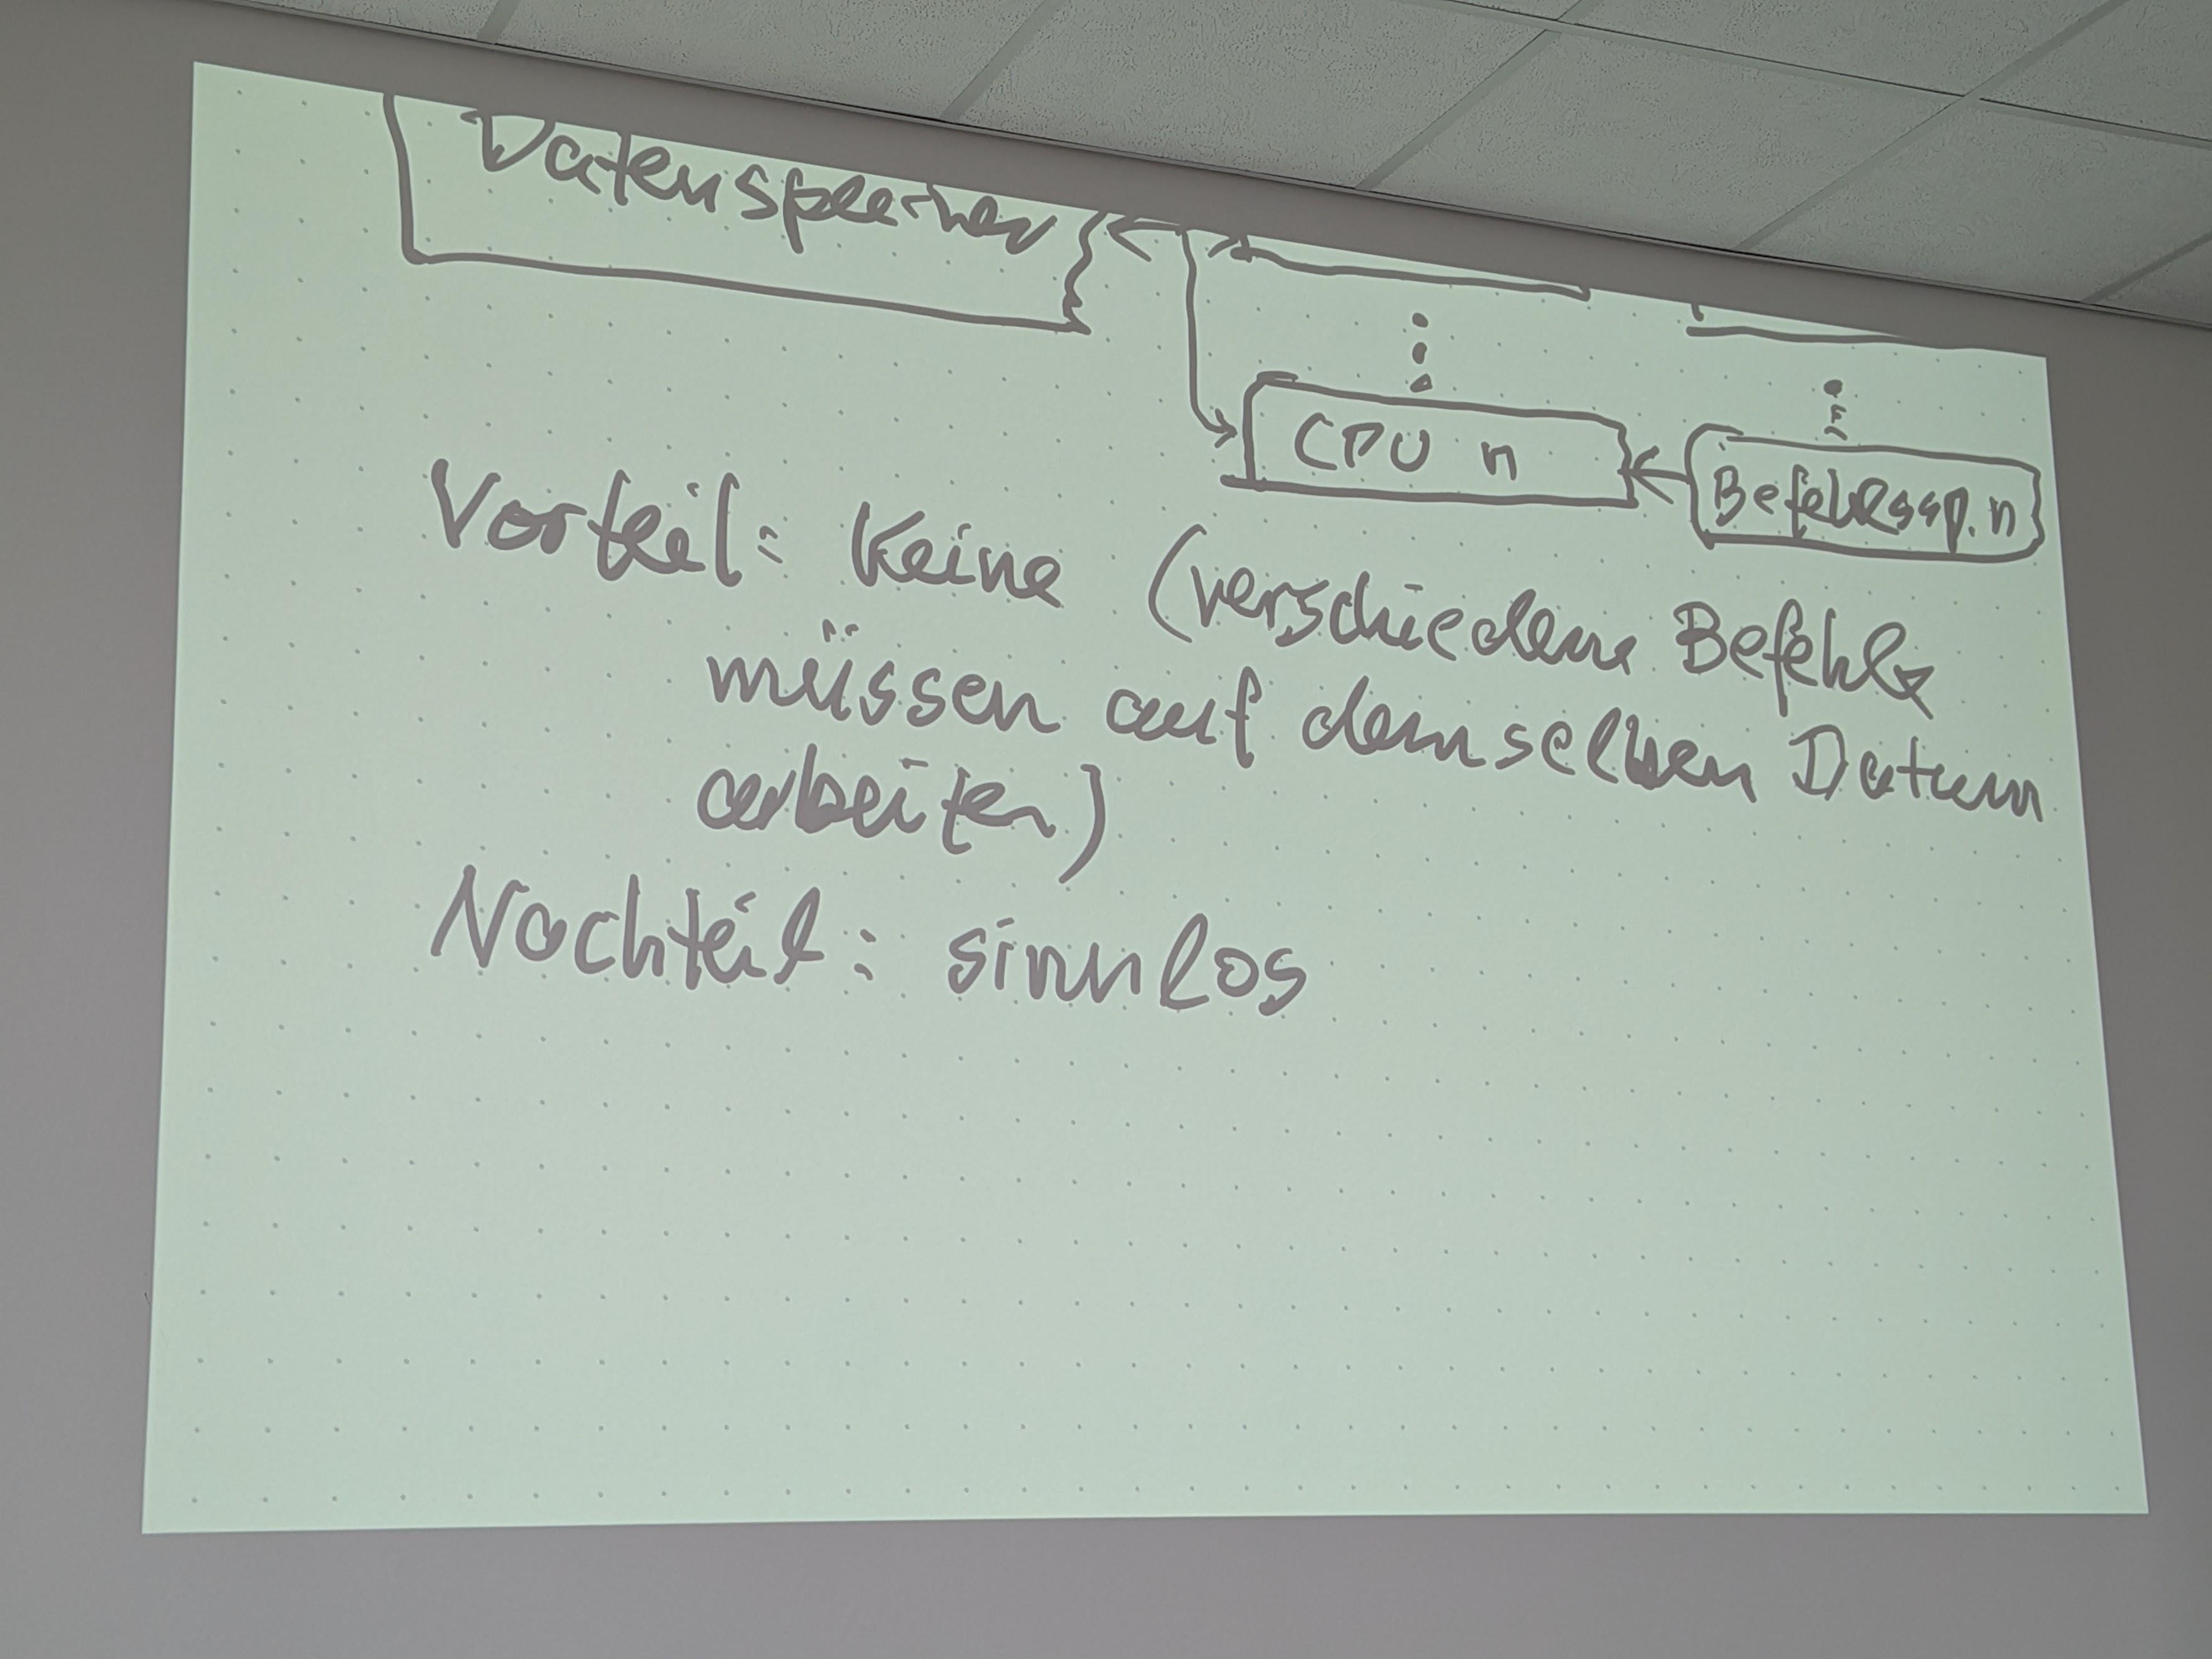 Datenspeicher
CPU n
Befehlssp. n
Vorteil: Keine (verschiedene Befehle
müssen auf demselben Datum
arbeiten)
Nachteil: sinnlos